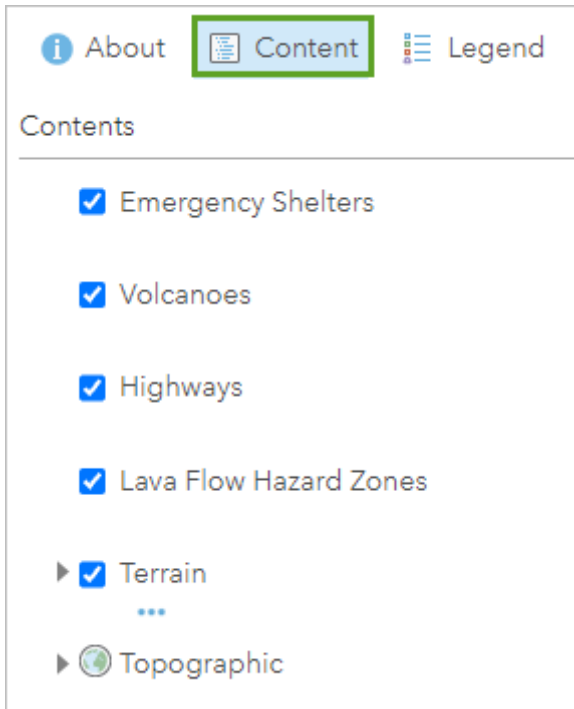 About Content Legend
Contents
Emergency Shelters
Volcanoes
Highways
Lava Flow Hazard Zones
Terrain
Topographic